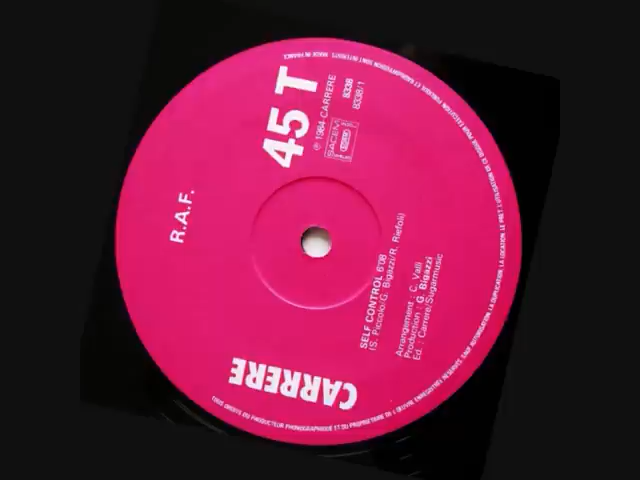 45 T
℗ 1984 CARRERE
8338
8338/1
SACEM
R.A.F.
SELF CONTROL 6'08
(S. Piccolo/G. Bigazzi/R. Riefoli)
Arrangement : C. Valli
Production : G. Bigazzi
Ed. : Carrere/Sugarmusic
CARRERE
MADE IN FRANCE